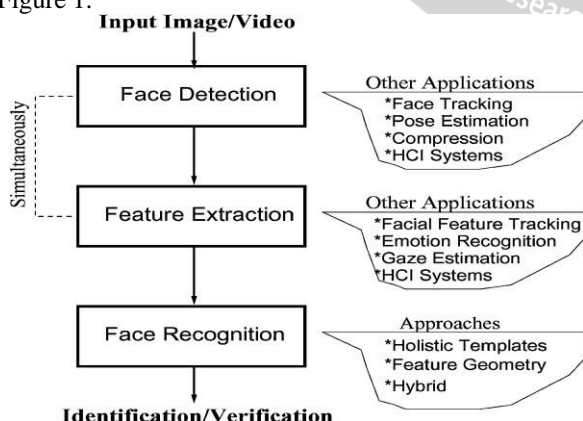 Figure 1.
Input Image/Video
Face Detection
Other Applications
*Face Tracking
*Pose Estimation
*Compression
*HCI Systems
Simultaneously
Feature Extraction
Other Applications
*Facial Feature Tracking
*Emotion Recognition
*Gaze Estimation
*HCI Systems
Face Recognition
Approaches
*Holistic Templates
*Feature Geometry
*Hybrid
Identification/Verification